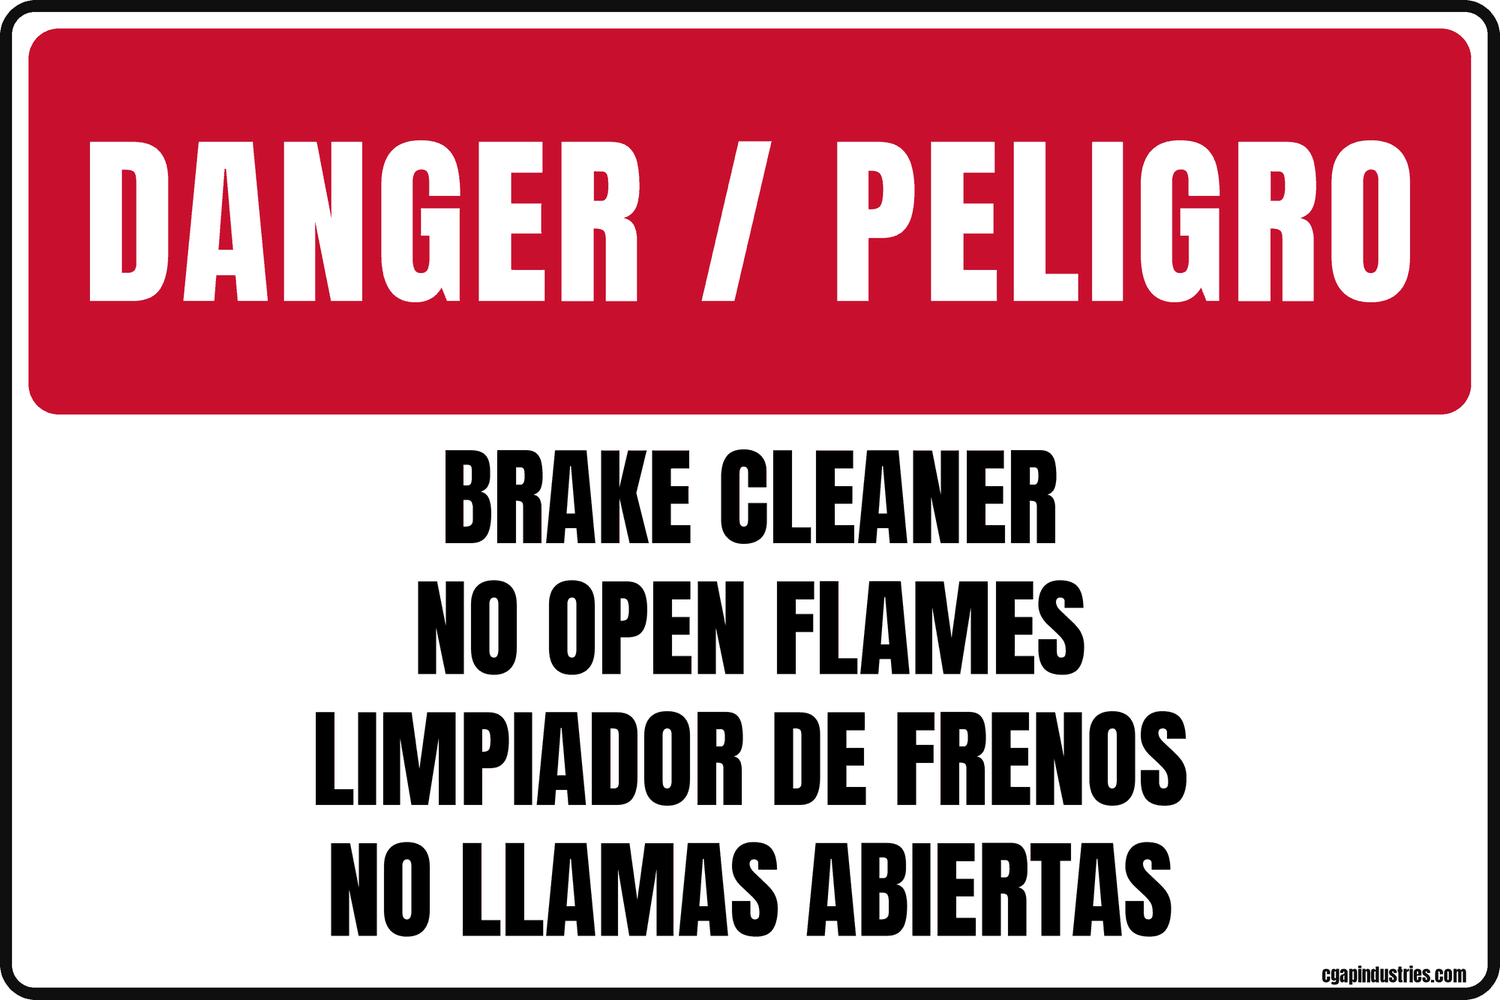 DANGER / PELIGRO
BRAKE CLEANER
NO OPEN FLAMES
LIMPIADOR DE FRENOS
NO LLAMAS ABIERTAS
cgapindustries.com